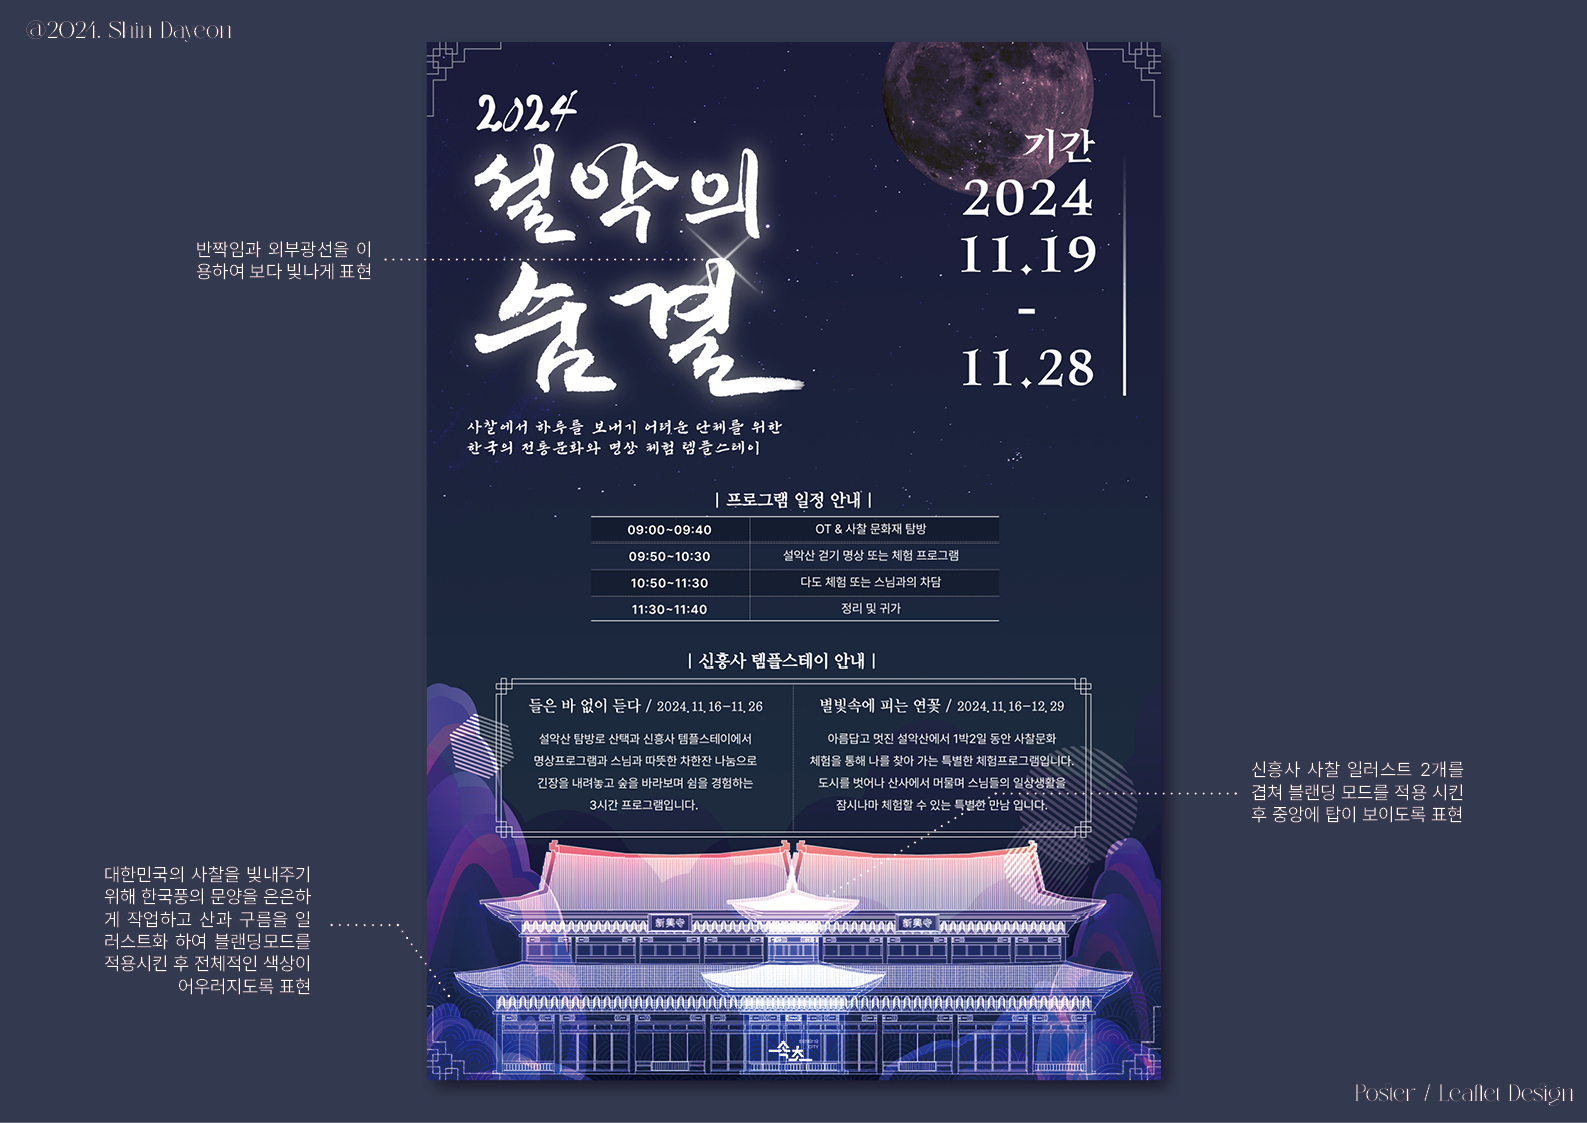 @2024. Shin Dayeon
2024
설악의
숨결
기간
2024
11.19
-
11.28
반짝임과 외부광선을 이
용하여 보다 빛나게 표현
사찰에서 하루를 보내기 어려운 단체를 위한
한국의 전통문화와 명상 체험 템플스테이
| 프로그램 일정 안내 |
09:00~09:40 OT & 사찰 문화재 탐방
09:50~10:30 설악산 걷기 명상 또는 체험 프로그램
10:50~11:30 다도 체험 또는 스님과의 차담
11:30~11:40 정리 및 귀가
| 신흥사 템플스테이 안내 |
들은 바 없이 듣다 / 2024.11.16-11.26
설악산 탐방로 산택과 신흥사 템플스테이에서
명상프로그램과 스님과 따뜻한 차한잔 나눔으로
긴장을 내려놓고 숲을 바라보며 쉼을 경험하는
3시간 프로그램입니다.
별빛속에 피는 연꽃 / 2024.11.16-12.29
아름답고 멋진 설악산에서 1박2일 동안 사찰문화
체험을 통해 나를 찾아 가는 특별한 체험프로그램입니다.
도시를 벗어나 산사에서 머물며 스님들의 일상생활을
잠시나마 체험할 수 있는 특별한 만남 입니다.
신흥사 사찰 일러스트 2개를
겹쳐 블랜딩 모드를 적용 시킨
후 중앙에 탑이 보이도록 표현
대한민국의 사찰을 빛내주기
위해 한국풍의 문양을 은은하
게 작업하고 산과 구름을 일
러스트화 하여 블랜딩모드를
적용시킨 후 전체적인 색상이
어우러지도록 표현
新興寺
新興寺
속초
Poster / Leaflet Design